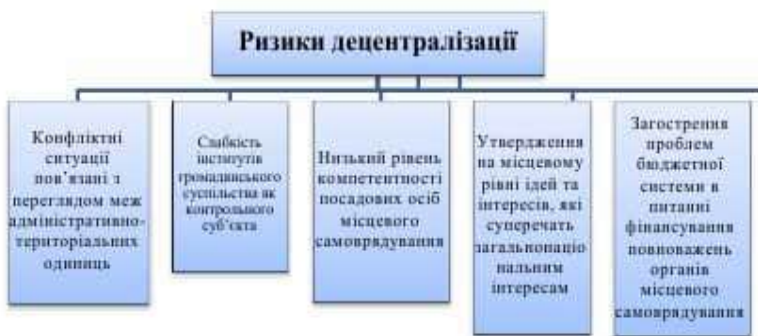 Ризики децентралізації
Конфліктні
ситуації
пов'язані з
переглядом меж
адміністративно-
територіальних
одиниць
Слабкість
інститутів
громадянського
суспільства як
контрольного
суб'єкта
Низький рівень
компетентності
посадових осіб
місцевого
самоврядування
Утвердження
на місцевому
рівні ідей та
інтересів, які
суперечать
загальнонаціо
нальним
інтересам
Загострення
проблем
бюджетної
системи в
питанні
фінансування
повноважень
органів
місцевого
самоврядування